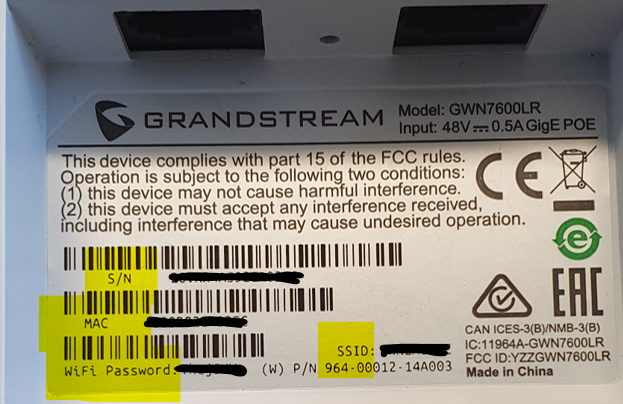 GRANDSTREAM
Model: GWN7600LR
Input: 48V⎓0.5A GigE POE
This device complies with part 15 of the FCC rules.
Operation is subject to the following two conditions:
(1) this device may not cause harmful interference.
(2) this device must accept any interference received,
including interference that may cause undesired operation.
CE
e
S/N
MAC
EAC
SSID:
WiFi Password:
(W) P/N 964-00012-14A003
CAN ICES-3(B)/NMB-3(B)
IC:11964A-GWN7600LR
FCC ID:YZZGWN7600LR
Made in China